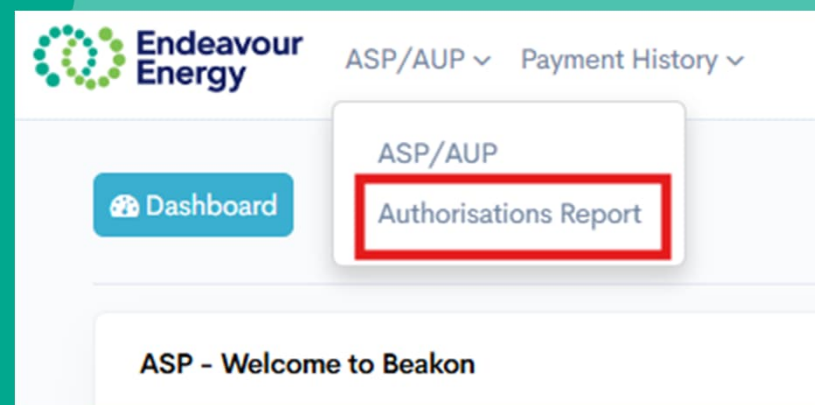 Endeavour
Energy
ASP/AUP
Payment History
ASP/AUP
Authorisations Report
Dashboard
ASP - Welcome to Beakon